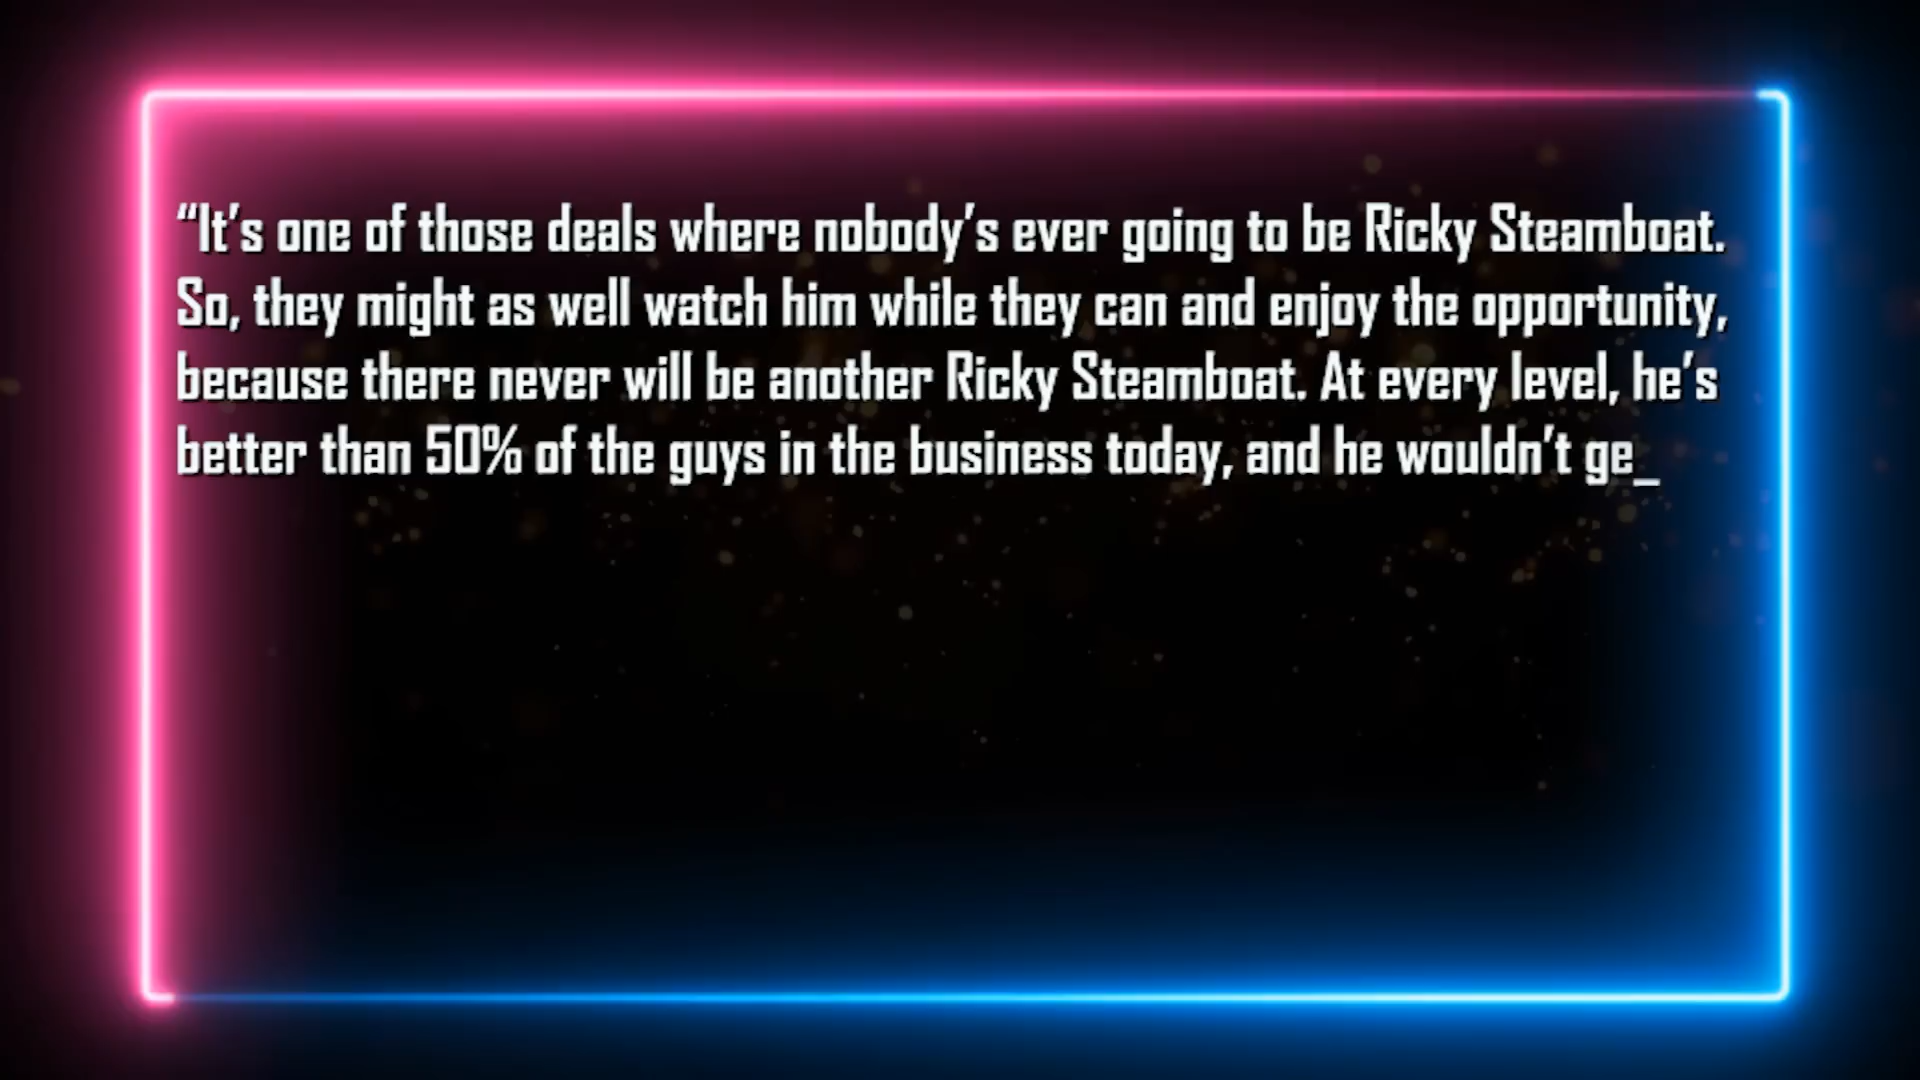 “It’s one of those deals where nobody’s ever going to be Ricky Steamboat.
So, they might as well watch him while they can and enjoy the opportunity,
because there never will be another Ricky Steamboat. At every level, he’s
better than 50% of the guys in the business today, and he wouldn’t ge_